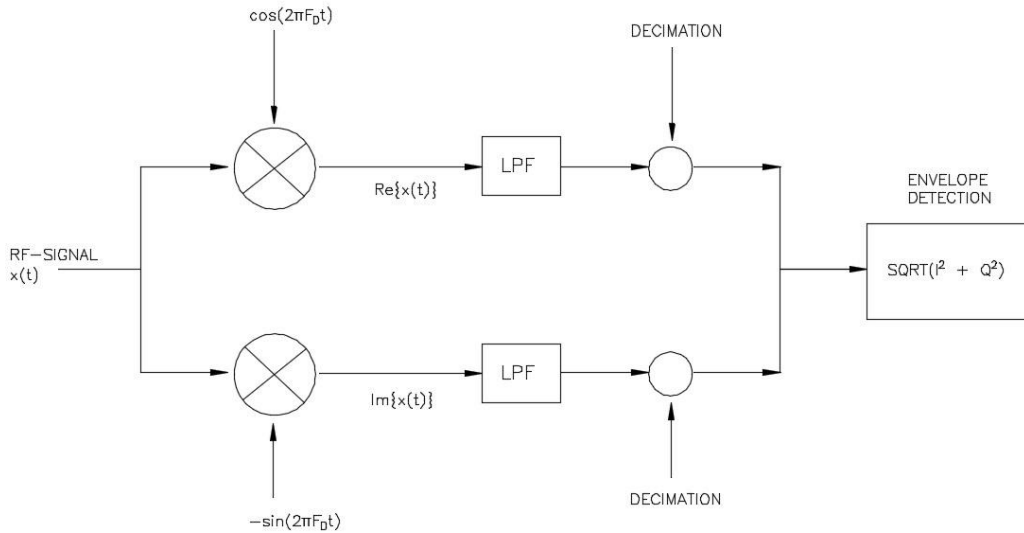 cos(2πF_Dt)
DECIMATION
LPF
Re{x(t)}
ENVELOPE
DETECTION
RF-SIGNAL
x(t)
SQRT(I² + Q²)
LPF
Im{x(t)}
DECIMATION
-sin(2πF_Dt)